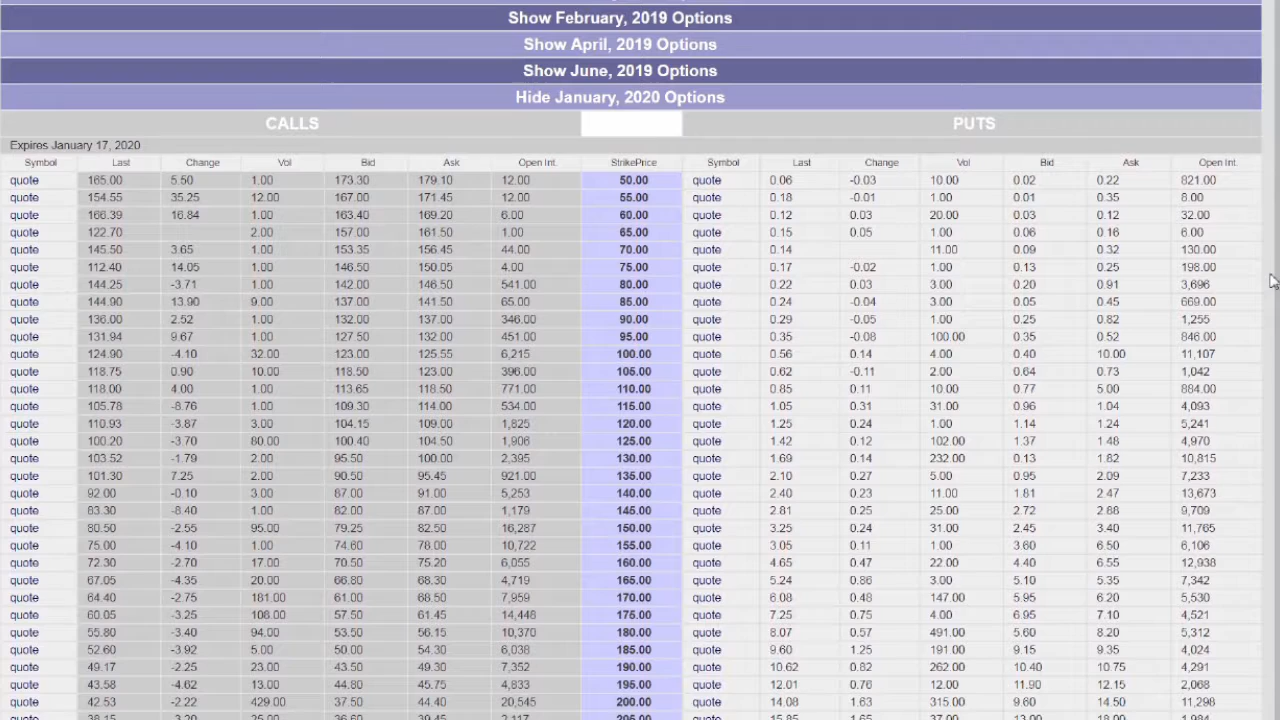 Show February, 2019 Options
Show April, 2019 Options
Show June, 2019 Options
Hide January, 2020 Options
CALLS PUTS
Expires January 17, 2020
Symbol Last Change Vol Bid Ask Open Int. StrikePrice Symbol Last Change Vol Bid Ask Open Int.
quote 165.00 5.50 1.00 173.30 179.10 12.00 50.00 quote 0.06 -0.03 10.00 0.02 0.22 821.00
quote 154.55 35.25 12.00 167.00 171.45 12.00 55.00 quote 0.18 -0.01 1.00 0.01 0.35 8.00
quote 166.39 16.84 1.00 163.40 169.20 6.00 60.00 quote 0.12 0.03 20.00 0.03 0.12 32.00
quote 122.70 2.00 157.00 161.50 1.00 65.00 quote 0.15 0.05 1.00 0.06 0.16 6.00
quote 145.50 3.65 1.00 153.35 156.45 44.00 70.00 quote 0.14 11.00 0.09 0.32 130.00
quote 112.40 14.05 1.00 146.50 150.05 4.00 75.00 quote 0.17 -0.02 1.00 0.13 0.25 198.00
quote 144.25 -3.71 1.00 142.00 146.50 541.00 80.00 quote 0.22 0.03 3.00 0.20 0.91 3,696
quote 144.90 13.90 9.00 137.00 141.50 65.00 85.00 quote 0.24 -0.04 3.00 0.05 0.45 669.00
quote 136.00 2.52 1.00 132.00 137.00 346.00 90.00 quote 0.29 -0.05 1.00 0.25 0.82 1,255
quote 131.94 9.67 1.00 127.50 132.00 451.00 95.00 quote 0.35 -0.08 100.00 0.35 0.52 846.00
quote 124.90 -4.10 32.00 123.00 125.55 6,215 100.00 quote 0.56 0.14 4.00 0.40 10.00 11,107
quote 118.75 0.90 10.00 118.50 123.00 396.00 105.00 quote 0.62 -0.11 2.00 0.64 0.73 1,042
quote 118.00 4.00 1.00 113.65 118.50 771.00 110.00 quote 0.85 0.11 10.00 0.77 5.00 884.00
quote 105.78 -8.76 1.00 109.30 114.00 534.00 115.00 quote 1.05 0.31 31.00 0.96 1.04 4,093
quote 110.93 -3.87 3.00 104.15 109.00 1,825 120.00 quote 1.25 0.24 1.00 1.14 1.24 5,241
quote 100.20 -3.70 80.00 100.40 104.50 1,906 125.00 quote 1.42 0.12 102.00 1.37 1.48 4,970
quote 103.52 -1.79 2.00 95.50 100.00 2,395 130.00 quote 1.69 0.14 232.00 0.13 1.62 10,815
quote 101.30 7.25 2.00 90.50 95.45 921.00 135.00 quote 2.10 0.27 5.00 0.95 2.09 7,233
quote 92.00 -0.10 3.00 87.00 91.00 5,253 140.00 quote 2.40 0.23 11.00 1.81 2.47 13,673
quote 83.30 -8.40 1.00 82.00 87.00 1,179 145.00 quote 2.81 0.25 25.00 2.72 2.88 9,709
quote 80.50 -2.55 95.00 79.25 82.50 16,287 150.00 quote 3.25 0.24 31.00 2.45 3.40 11,765
quote 75.00 -4.10 1.00 74.60 78.00 10,722 155.00 quote 3.05 0.11 1.00 3.60 6.50 6,106
quote 72.30 -2.70 17.00 70.50 75.20 6,055 160.00 quote 4.65 0.47 22.00 4.40 6.55 12,938
quote 67.05 -4.35 20.00 66.80 68.30 4,719 165.00 quote 5.24 0.86 3.00 5.10 5.35 7,342
quote 64.40 -2.75 181.00 61.00 68.50 7,959 170.00 quote 6.08 0.48 147.00 5.95 6.20 5,530
quote 60.05 -3.25 106.00 57.50 61.45 14,448 175.00 quote 7.25 0.75 4.00 6.95 7.10 4,521
quote 55.80 -3.40 94.00 53.50 56.15 10,370 180.00 quote 8.07 0.57 491.00 5.60 8.20 5,312
quote 52.60 -3.92 5.00 50.00 54.30 6,038 185.00 quote 9.60 1.25 191.00 9.15 9.35 4,024
quote 49.17 -2.25 23.00 43.50 49.30 7,352 190.00 quote 10.62 0.82 262.00 10.40 10.75 4,291
quote 43.58 -4.62 13.00 44.80 45.75 4,833 195.00 quote 12.01 0.76 12.00 11.90 12.15 2,068
quote 42.53 -2.22 429.00 37.50 44.40 20,545 200.00 quote 14.08 1.63 315.00 9.60 14.50 11,298